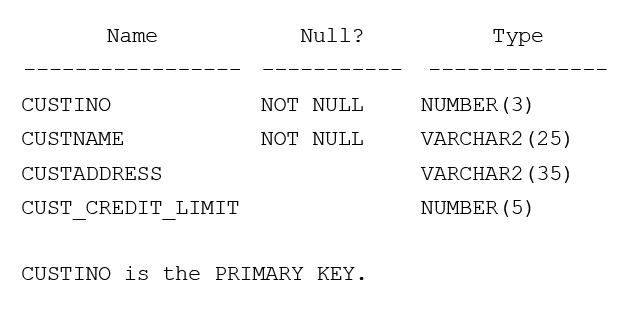 Name Null? Type
----------------- ----------- --------------
CUSTINO NOT NULL NUMBER(3)
CUSTNAME NOT NULL VARCHAR2(25)
CUSTADDRESS VARCHAR2(35)
CUST_CREDIT_LIMIT NUMBER(5)
CUSTINO is the PRIMARY KEY.